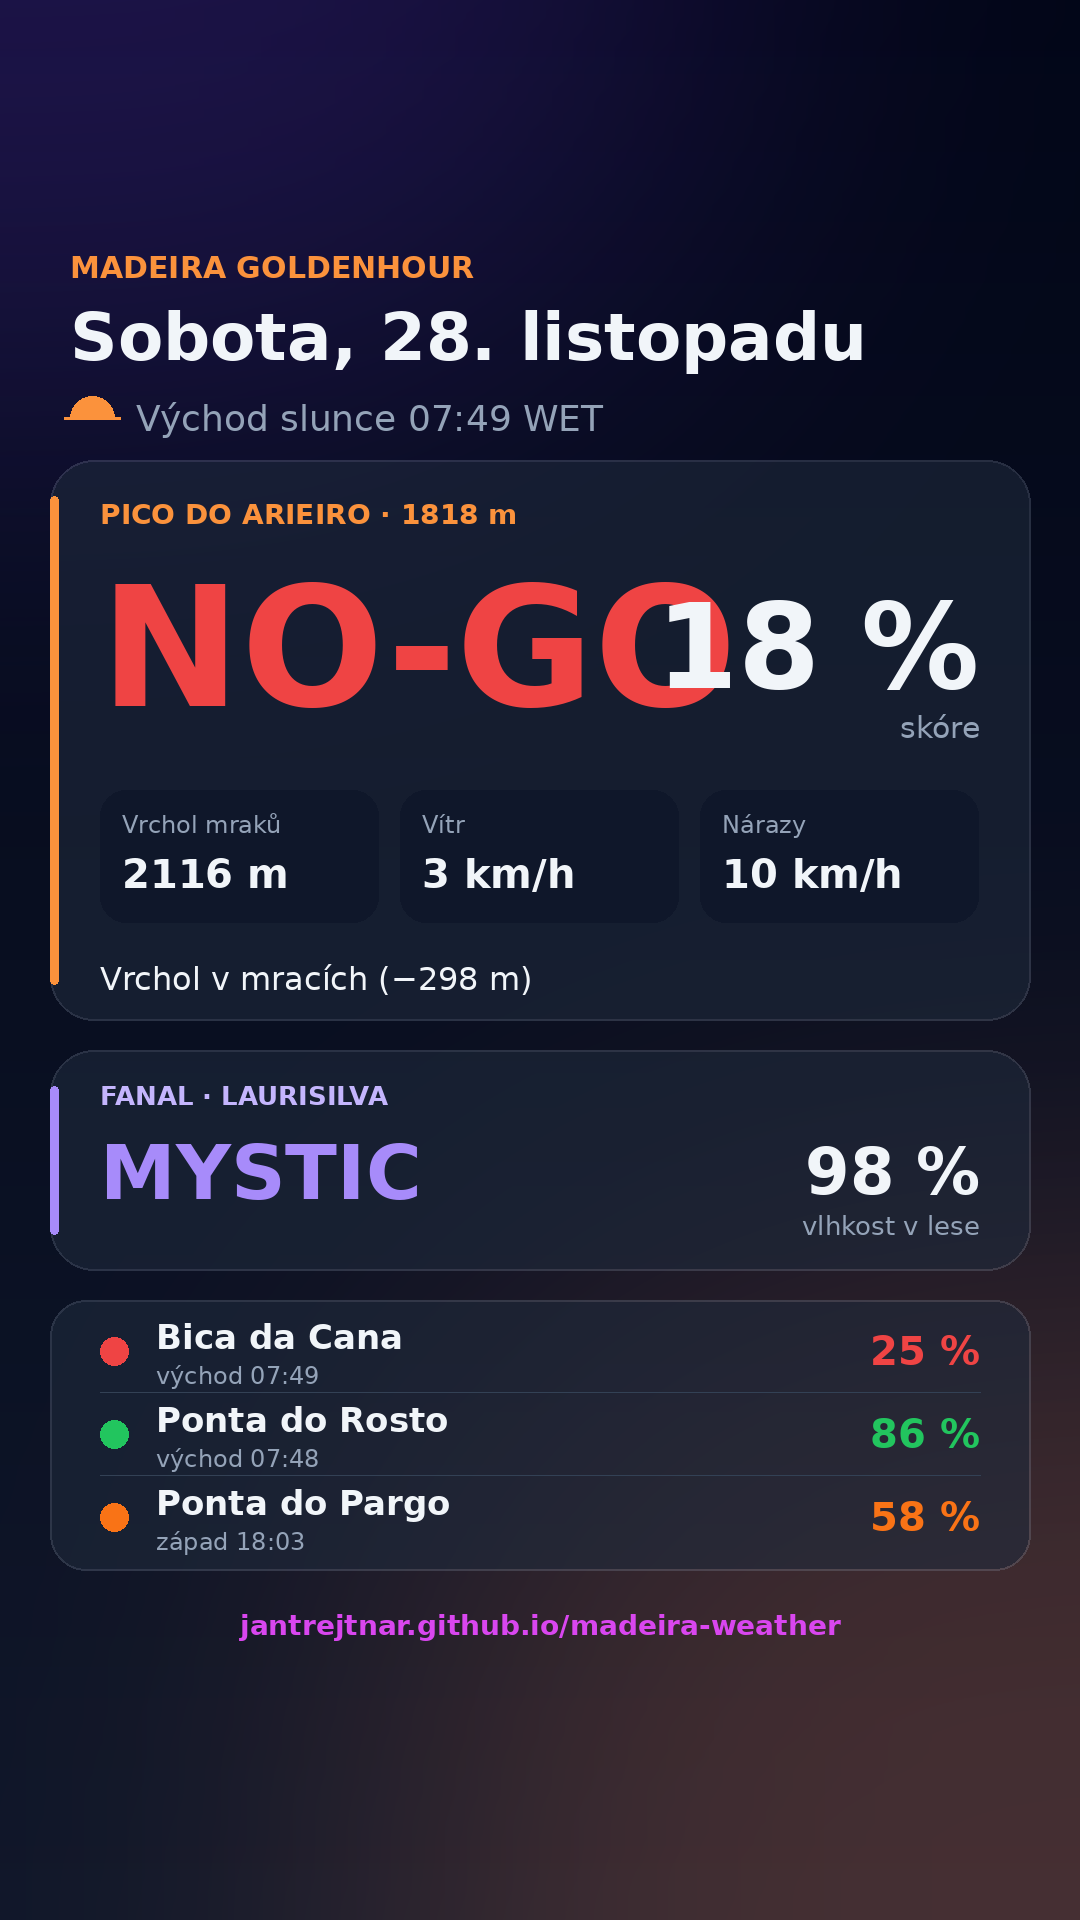 MADEIRA GOLDENHOUR
Sobota, 28. listopadu
Východ slunce 07:49 WET
PICO DO ARIEIRO · 1818 m
NO-GO 18 %
skóre
Vrchol mraků Vítr Nárazy
2116 m 3 km/h 10 km/h
Vrchol v mracích (−298 m)
FANAL · LAURISILVA
MYSTIC 98 %
vlhkost v lese
Bica da Cana 25 %
východ 07:49
Ponta do Rosto 86 %
východ 07:48
Ponta do Pargo 58 %
západ 18:03
jantrejtnar.github.io/madeira-weather